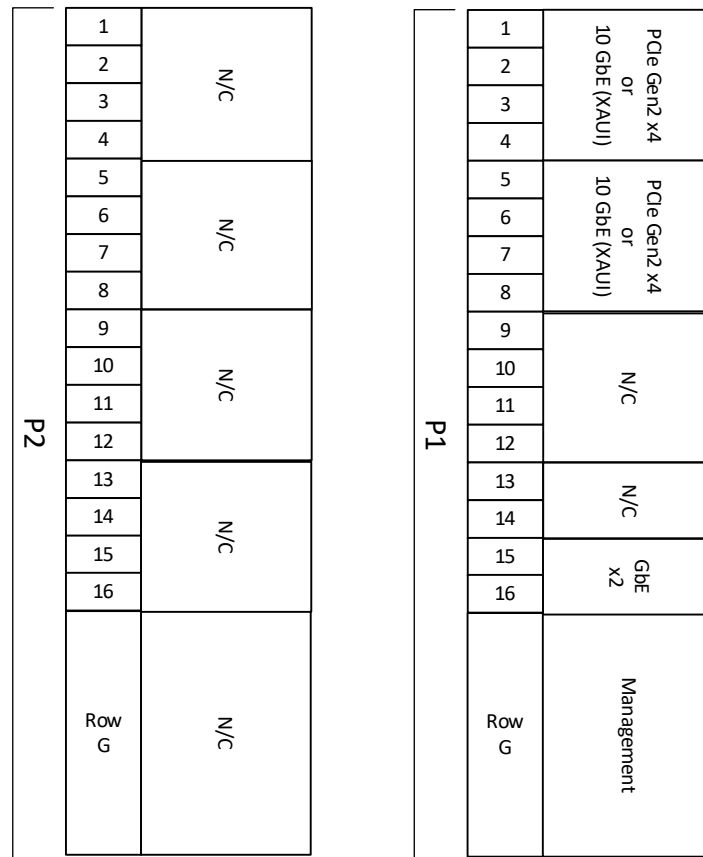 P2
1
2
3
4
N/C
5
6
7
8
N/C
9
10
11
12
N/C
13
14
15
16
N/C
Row
G
N/C
P1
1
2
3
4
PCIe Gen2 x4
or
10 GbE (XAUI)
5
6
7
8
PCIe Gen2 x4
or
10 GbE (XAUI)
9
10
11
12
N/C
13
14
N/C
15
16
GbE
x2
Row
G
Management